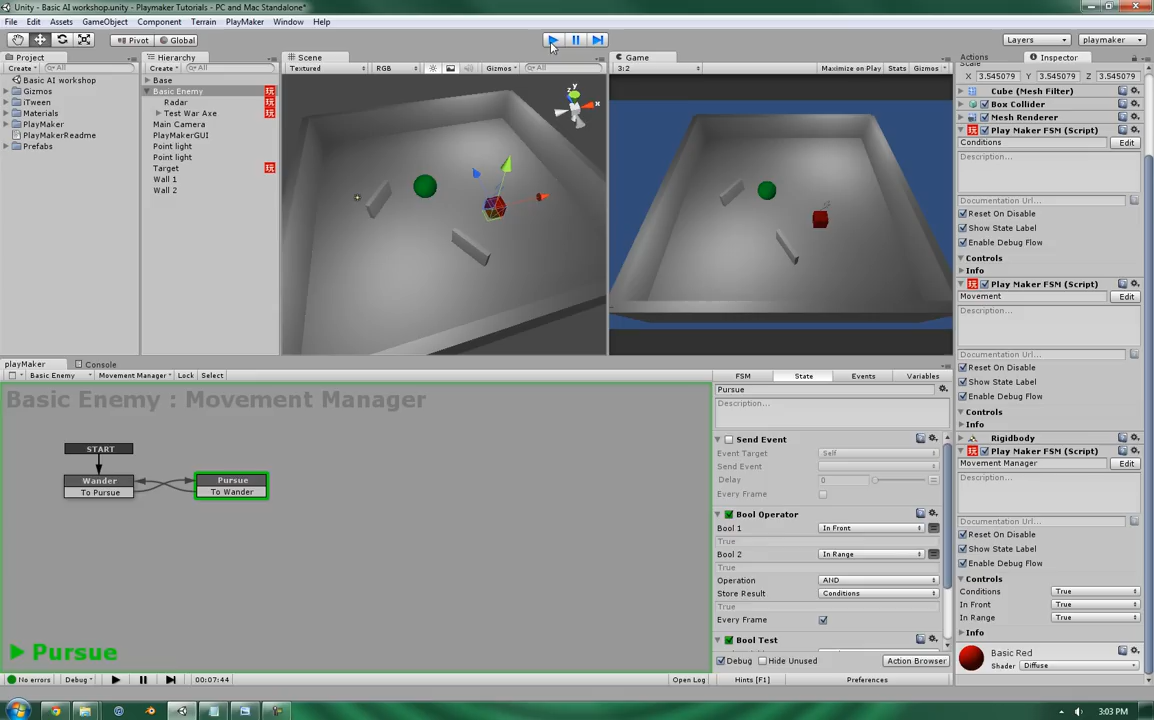 Unity - Basic AI workshop.unity - Playmaker Tutorials - PC and Mac Standalone*
File Edit Assets GameObject Component Terrain PlayMaker Window Help
Pivot Global Layers playmaker
Project Hierarchy Scene Game Actions Inspector
Create All Create All Textured RGB Gizmos All 3:2 Maximize on Play Stats Gizmos
Scale
X 3.545079 Y 3.545079 Z 3.545079
Basic AI workshop
Gizmos
iTween
Materials
PlayMaker
PlayMakerReadme
Prefabs
Base
Basic Enemy
Radar
Test War Axe
Main Camera
PlayMakerGUI
Point light
Point light
Target
Wall 1
Wall 2
z y x
Cube (Mesh Filter)
Box Collider
Mesh Renderer
Play Maker FSM (Script)
Conditions Edit
Description...
Documentation Url...
Reset On Disable
Show State Label
Enable Debug Flow
Controls
Info
Play Maker FSM (Script)
Movement Edit
Description...
Documentation Url...
Reset On Disable
Show State Label
Enable Debug Flow
Controls
Info
Rigidbody
Play Maker FSM (Script)
Movement Manager Edit
Description...
Documentation Url...
Reset On Disable
Show State Label
Enable Debug Flow
Controls
Conditions True
In Front True
In Range True
Info
Basic Red
Shader Diffuse
playMaker Console
Basic Enemy Movement Manager Lock Select
Basic Enemy : Movement Manager
START
Wander
To Pursue
Pursue
To Wander
Pursue
FSM State Events Variables
Pursue
Description...
Send Event
Event Target Self
Send Event
Delay 0
Every Frame
Bool Operator
Bool 1 In Front
True
Bool 2 In Range
True
Operation AND
Store Result Conditions
True
Every Frame
Bool Test
Debug Hide Unused Action Browser
No errors Debug 00:07:44 Open Log Hints [F1] Preferences
3:03 PM